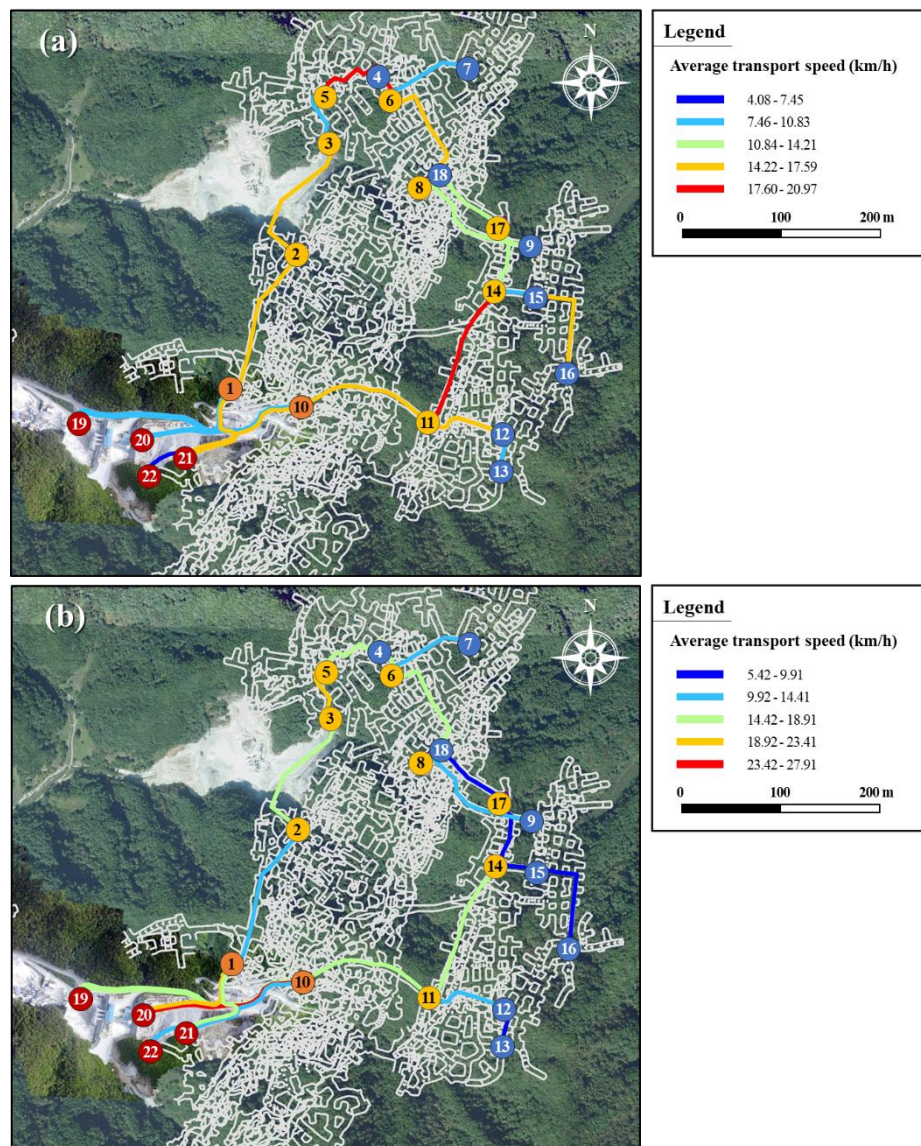 (a)
N
4
7
5
6
3
18
8
17
9
2
14
15
16
1
10
11
19
12
20
21
13
22
Legend
Average transport speed (km/h)
4.08 - 7.45
7.46 - 10.83
10.84 - 14.21
14.22 - 17.59
17.60 - 20.97
0 100 200 m
(b)
N
4
7
5
6
3
18
8
17
9
2
14
15
16
1
10
11
19
12
20
21
13
22
Legend
Average transport speed (km/h)
5.42 - 9.91
9.92 - 14.41
14.42 - 18.91
18.92 - 23.41
23.42 - 27.91
0 100 200 m